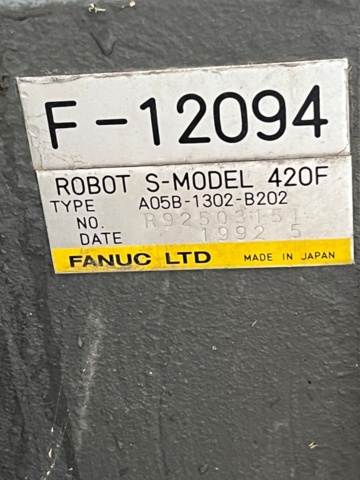 F-12094
ROBOT S-MODEL 420F
TYPE A05B-1302-B202
NO. R92503151
DATE 1992 5
FANUC LTD MADE IN JAPAN